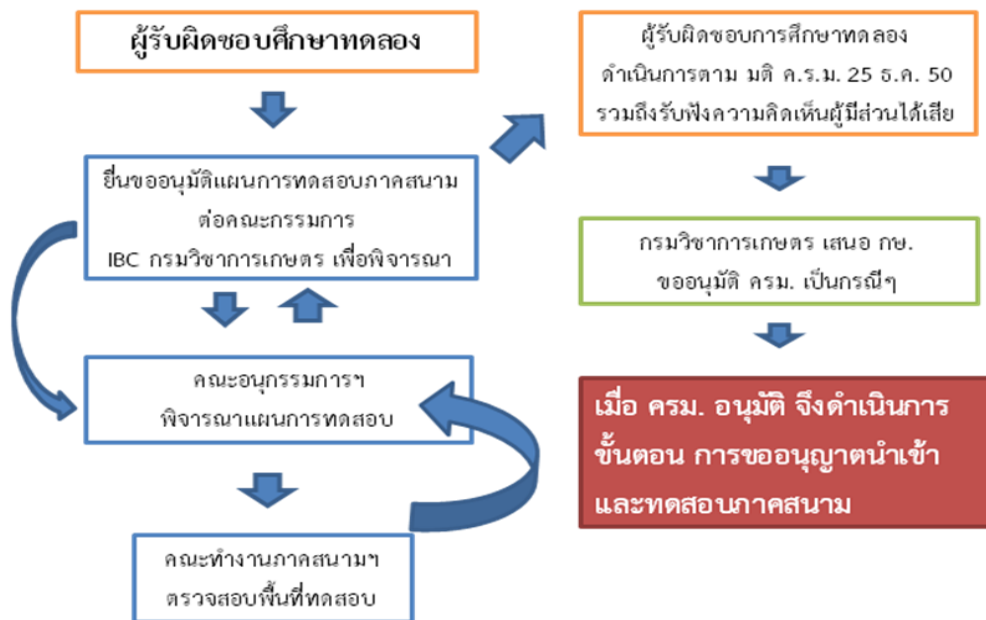 ผู้รับผิดชอบศึกษาทดลอง
ยื่นขออนุมัติแผนการทดสอบภาคสนาม
ต่อคณะกรรมการ
IBC กรมวิชาการเกษตร เพื่อพิจารณา
คณะอนุกรรมการฯ
พิจารณาแผนการทดสอบ
คณะทำงานภาคสนามฯ
ตรวจสอบพื้นที่ทดสอบ
ผู้รับผิดชอบการศึกษาทดลอง
ดำเนินการตาม มติ ค.ร.ม. 25 ธ.ค. 50
รวมถึงรับฟังความคิดเห็นผู้มีส่วนได้เสีย
กรมวิชาการเกษตร เสนอ กษ.
ขออนุมัติ ครม. เป็นกรณีๆ
เมื่อ ครม. อนุมัติ จึงดำเนินการ
ขั้นตอน การขออนุญาตนำเข้า
และทดสอบภาคสนาม